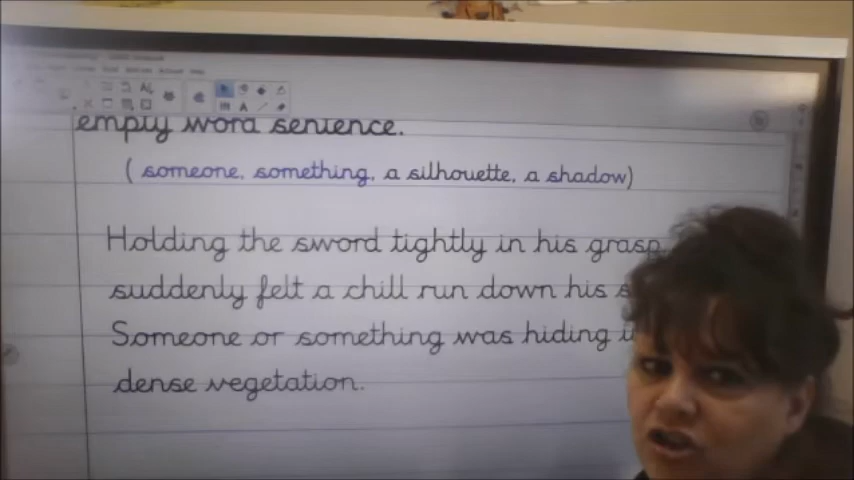 empty word sentence.
( someone, something, a silhouette, a shadow)
Holding the sword tightly in his grasp
suddenly felt a chill run down his
Someone or something was hiding
dense vegetation.